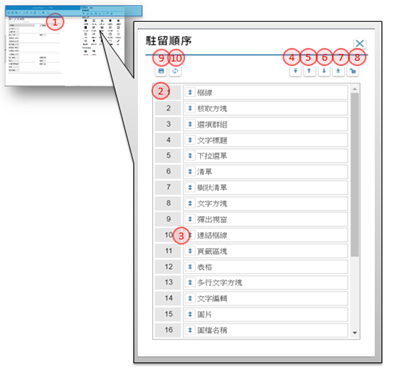 1
駐留順序
9 10 4 5 6 7 8
2 框線
2 核取方塊
3 選項群組
4 文字標題
5 下拉選單
6 清單
7 樹狀清單
8 文字方塊
9 彈出視窗
10 3 連結框線
11 頁籤區塊
12 表格
13 多行文字方塊
14 文字編輯
15 圖片
16 圖檔名稱